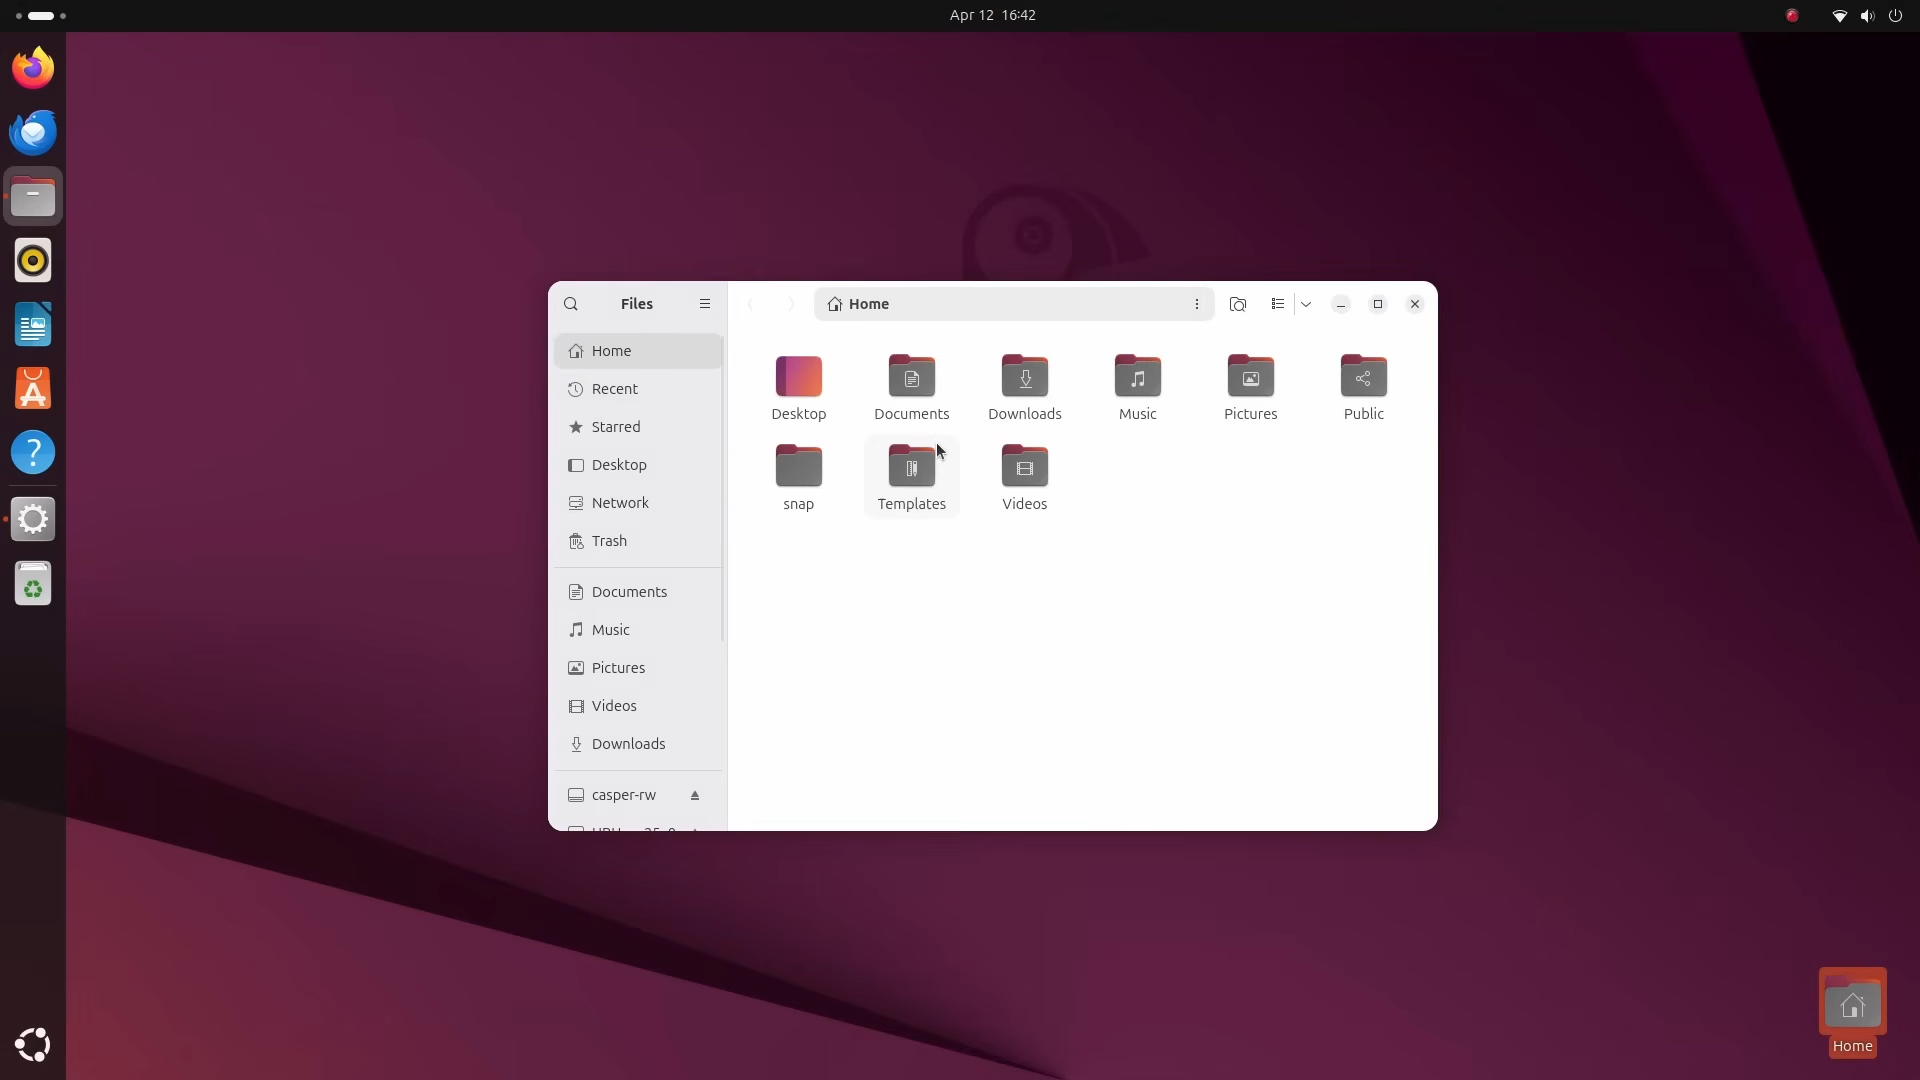 Apr 12 16:42
Files
Home
Home
Recent
Starred
Desktop
Network
Trash
Documents
Music
Pictures
Videos
Downloads
casper-rw
Desktop
Documents
Downloads
Music
Pictures
Public
snap
Templates
Videos
Home